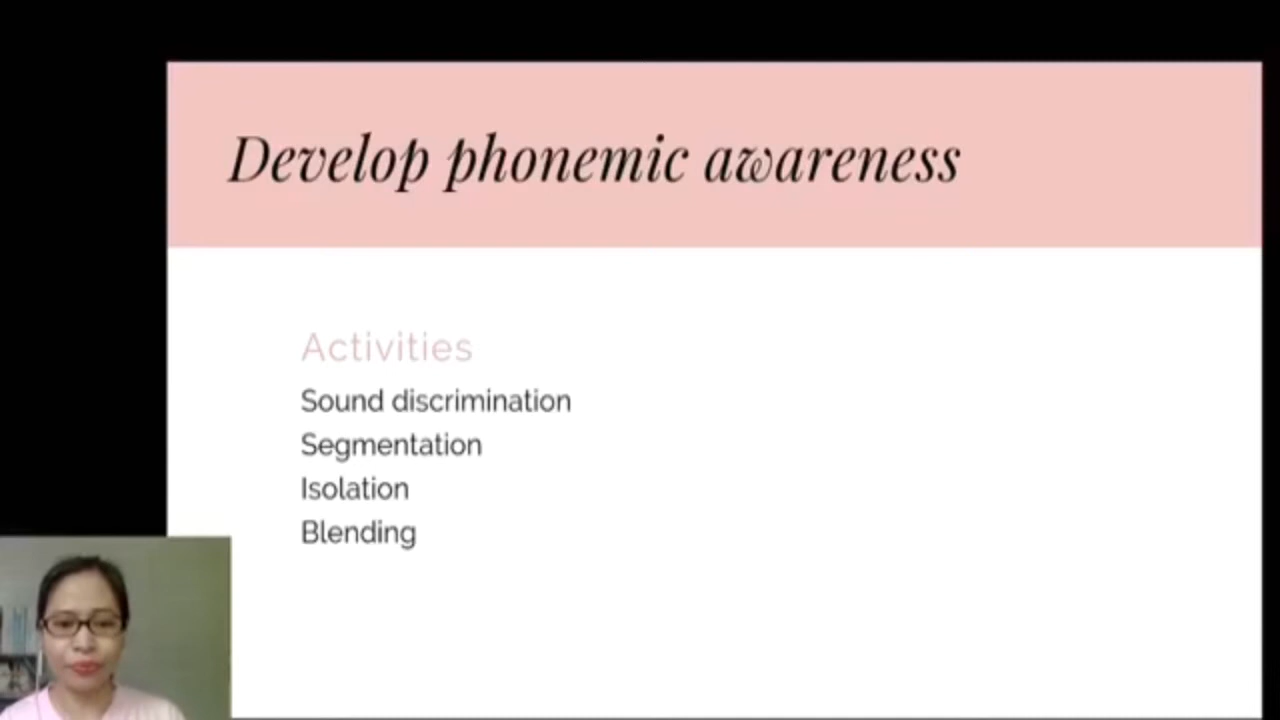 Develop phonemic awareness
Activities
Sound discrimination
Segmentation
Isolation
Blending